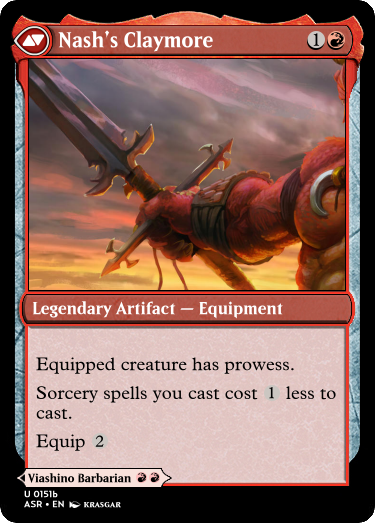 Nash's Claymore 1
Legendary Artifact — Equipment
Equipped creature has prowess.
Sorcery spells you cast cost 1 less to
cast.
Equip 2
Viashino Barbarian
U 0151b
ASR • EN KRASGAR